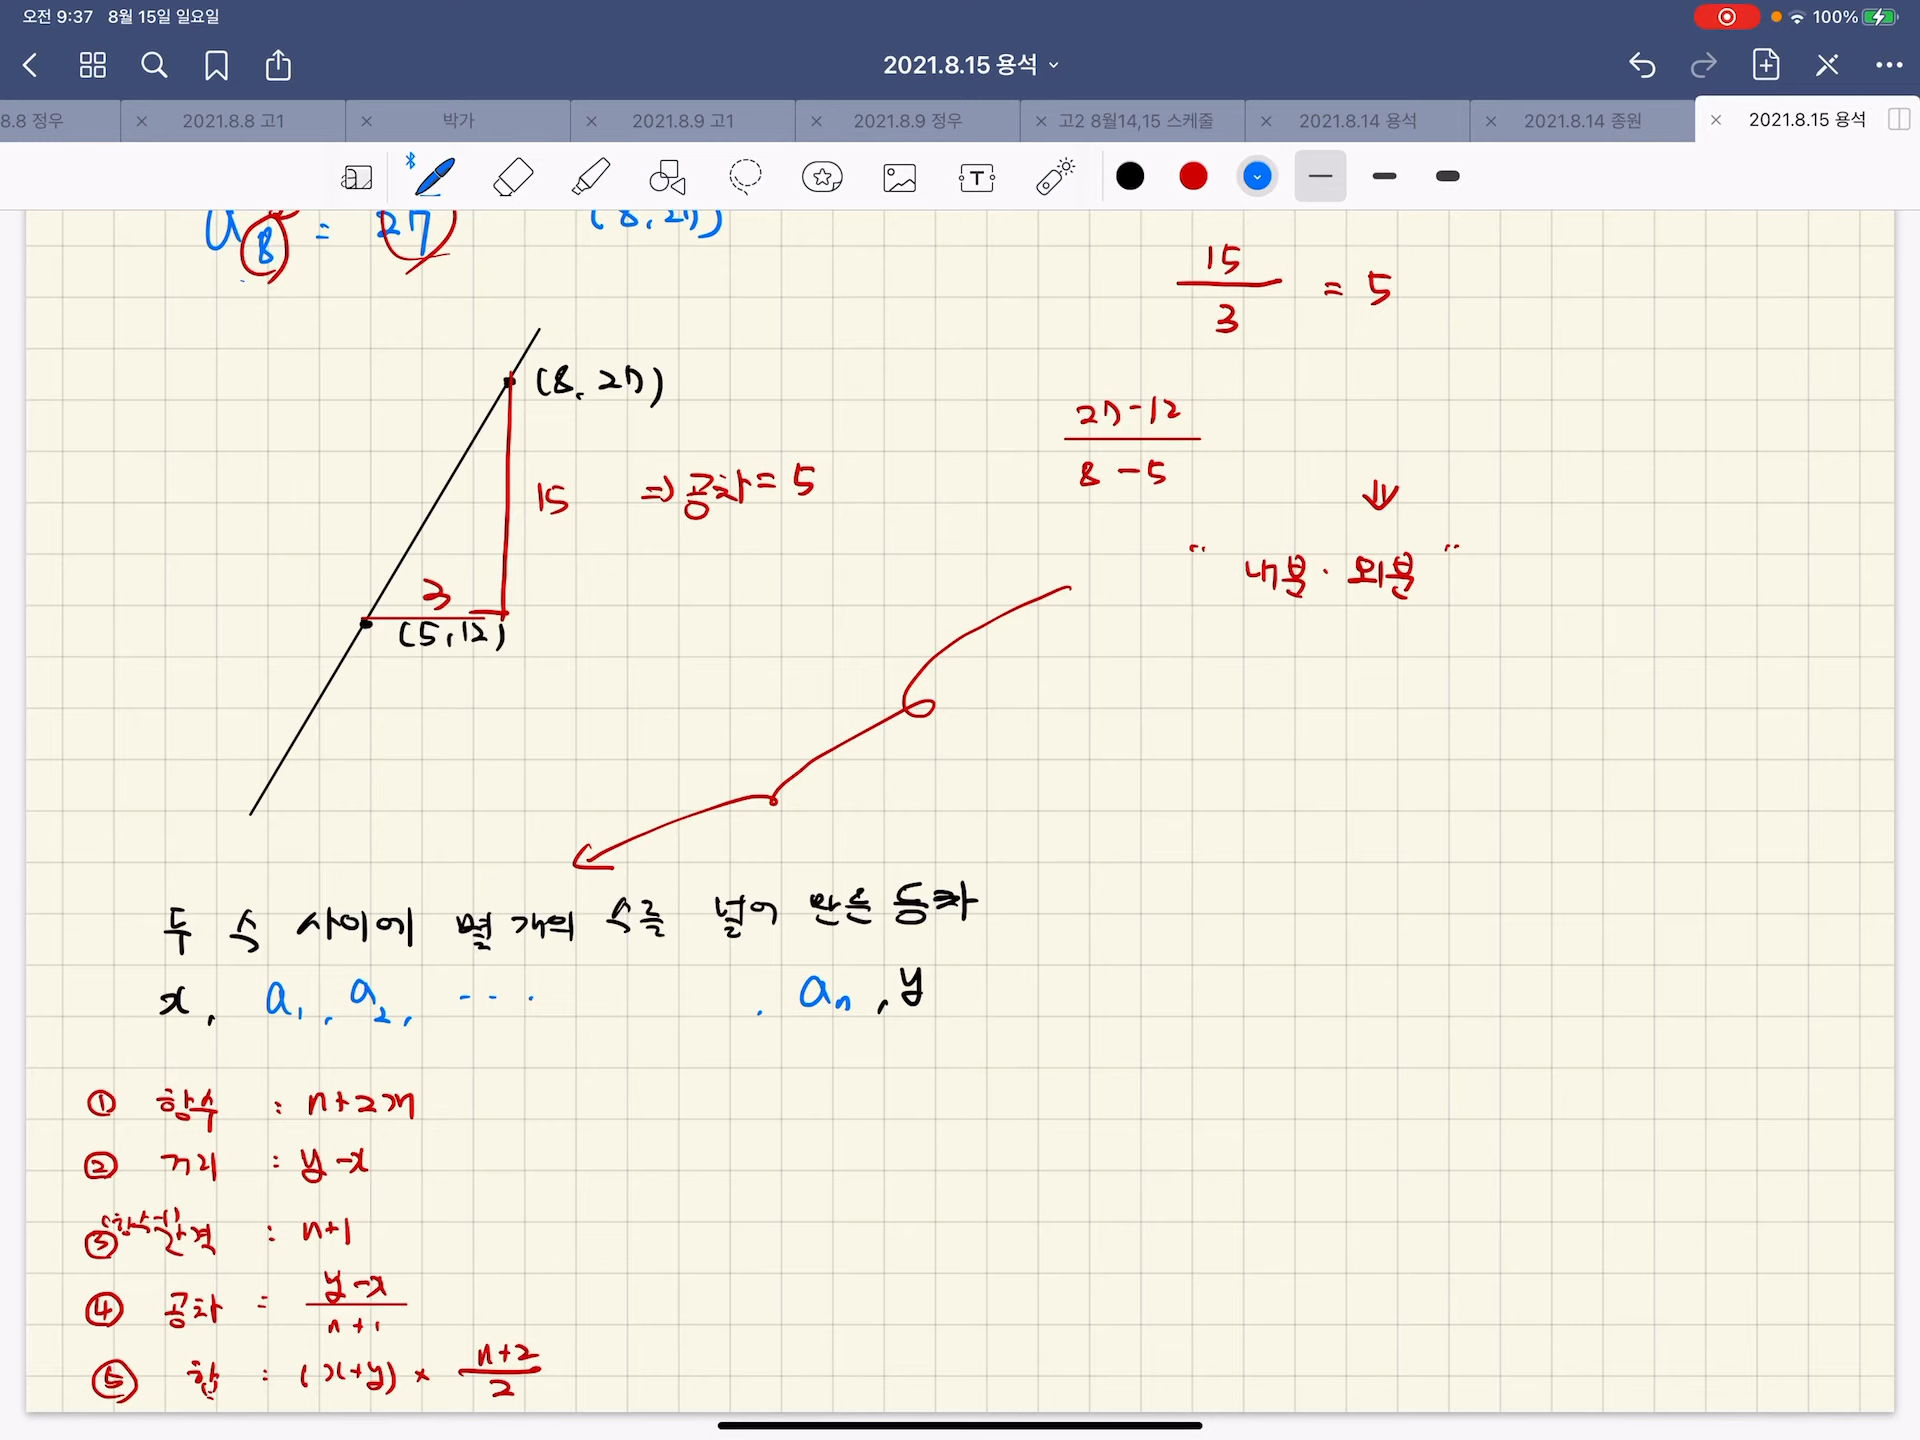 오전 9:37 8월 15일 일요일
100%
2021.8.15 용석
8.8 정우
2021.8.8 고1
박가
2021.8.9 고1
2021.8.9 정우
고2 8월14,15 스케줄
2021.8.14 용석
2021.8.14 종원
2021.8.15 용석
a8 = 27 (8, 27)
15/3 = 5
(8, 27)
(27-12)/(8-5)
15 ⇒ 공차 = 5
⇓
" 내분 · 외분 "
3
(5, 12)
두 수 사이에 몇 개의 수를 넣어 만든 등차
x, a₁, a₂, ... . aₙ, y
① 항수 : n+2개
② 거리 : y-x
(항수-1)
③ 간격 : n+1
④ 공차 = (y-x)/(n+1)
⑤ 합 : (x+y) × (n+2)/2